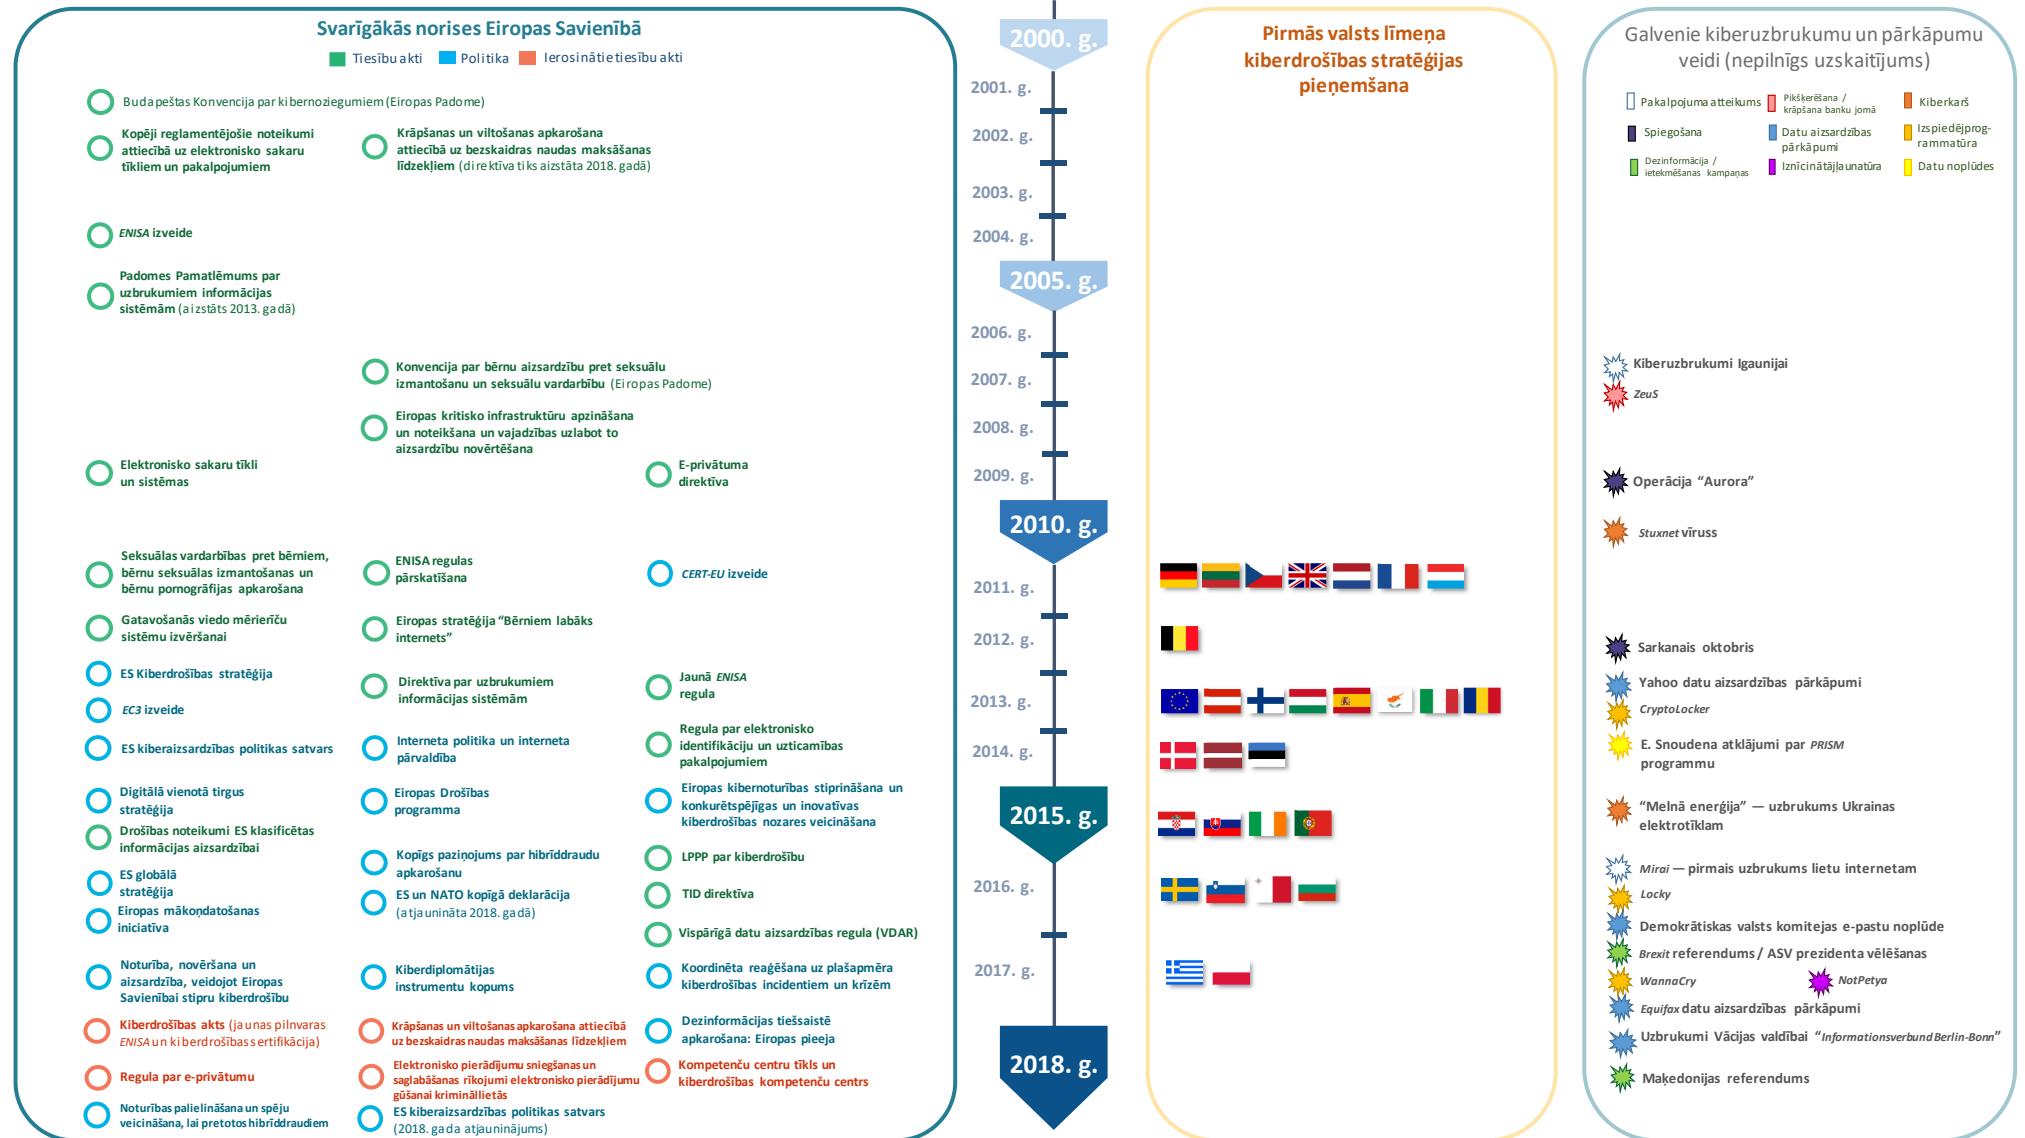 Svarīgākās norises Eiropas Savienībā
Tiesību akti
Politika
Ierosinātie tiesību akti
Budapeštas Konvencija par kibernoziegumiem (Eiropas Padome)
Kopēji reglamentējošie noteikumi
attiecībā uz elektronisko sakaru
tīkliem un pakalpojumiem
Krāpšanas un viltošanas apkarošana
attiecībā uz bezskaidras naudas maksāšanas
līdzekļiem (direktīva tiks aizstāta 2018. gadā)
ENISA izveide
Padomes Pamatlēmums par
uzbrukumiem informācijas
sistēmām (aizstāts 2013. gadā)
Konvencija par bērnu aizsardzību pret seksuālu
izmantošanu un seksuālu vardarbību (Eiropas Padome)
Eiropas kritisko infrastruktūru apzināšana
un noteikšana un vajadzības uzlabot to
aizsardzību novērtēšana
Elektronisko sakaru tīkli
un sistēmas
E-privātuma
direktīva
Seksuālas vardarbības pret bērniem,
bērnu seksuālas izmantošanas un
bērnu pornogrāfijas apkarošana
ENISA regulas
pārskatīšana
CERT-EU izveide
Gatavošanās viedo mērierīču
sistēmu izvēršanai
Eiropas stratēģija “Bērniem labāks
internets”
ES Kiberdrošības stratēģija
Direktīva par uzbrukumiem
informācijas sistēmām
Jaunā ENISA
regula
EC3 izveide
ES kiberaizsardzības politikas satvars
Interneta politika un interneta
pārvaldība
Regula par elektronisko
identifikāciju un uzticamības
pakalpojumiem
Digitālā vienotā tirgus
stratēģija
Eiropas Drošības
programma
Eiropas kibernoturības stiprināšana un
konkurētspējīgas un inovatīvas
kiberdrošības nozares veicināšana
Drošības noteikumi ES klasificētas
informācijas aizsardzībai
Kopīgs paziņojums par hibrīddraudu
apkarošanu
LPPP par kiberdrošību
ES globālā
stratēģija
ES un NATO kopīgā deklarācija
(atjaunināta 2018. gadā)
TID direktīva
Eiropas mākoņdatošanas
iniciatīva
Vispārīgā datu aizsardzības regula (VDAR)
Noturība, novēršana un
aizsardzība, veidojot Eiropas
Savienībai stipru kiberdrošību
Kiberdiplomātijas
instrumentu kopums
Koordinēta reaģēšana uz plašapmēra
kiberdrošības incidentiem un krīzēm
Kiberdrošības akts (jaunas pilnvaras
ENISA un kiberdrošības sertifikācija)
Krāpšanas un viltošanas apkarošana attiecībā
uz bezskaidras naudas maksāšanas līdzekļiem
Dezinformācijas tiešsaistē
apkarošana: Eiropas pieeja
Regula par e-privātumu
Elektronisko pierādījumu sniegšanas un
saglabāšanas rīkojumi elektronisko pierādījumu
gūšanai krimināllietās
Kompetenču centru tīkls un
kiberdrošības kompetenču centrs
Noturības palielināšana un spēju
veicināšana, lai pretotos hibrīddraudiem
ES kiberaizsardzības politikas satvars
(2018. gada atjauninājums)
2000. g.
2001. g.
2002. g.
2003. g.
2004. g.
2005. g.
2006. g.
2007. g.
2008. g.
2009. g.
2010. g.
2011. g.
2012. g.
2013. g.
2014. g.
2015. g.
2016. g.
2017. g.
2018. g.
Pirmās valsts līmeņa
kiberdrošības stratēģijas
pieņemšana
Galvenie kiberuzbrukumu un pārkāpumu
veidi (nepilnīgs uzskaitījums)
Pakalpojuma atteikums
Pikšķerēšana /
krāpšana banku jomā
Kiberkarš
Spiegošana
Datu aizsardzības
pārkāpumi
Izspiedējprog-
rammatūra
Dezinformācija /
ietekmēšanas kampaņas
Iznīcinātājļaunatūra
Datu noplūdes
Kiberuzbrukumi Igaunijai
ZeuS
Operācija “Aurora”
Stuxnet vīruss
Sarkanais oktobris
Yahoo datu aizsardzības pārkāpumi
CryptoLocker
E. Snoudena atklājumi par PRISM
programmu
“Melnā enerģija” — uzbrukums Ukrainas
elektrotīklam
Mirai — pirmais uzbrukums lietu internetam
Locky
Demokrātiskas valsts komitejas e-pastu noplūde
Brexit referendums / ASV prezidenta vēlēšanas
WannaCry
NotPetya
Equifax datu aizsardzības pārkāpumi
Uzbrukumi Vācijas valdībai “Informationsverbund Berlin-Bonn”
Maķedonijas referendums